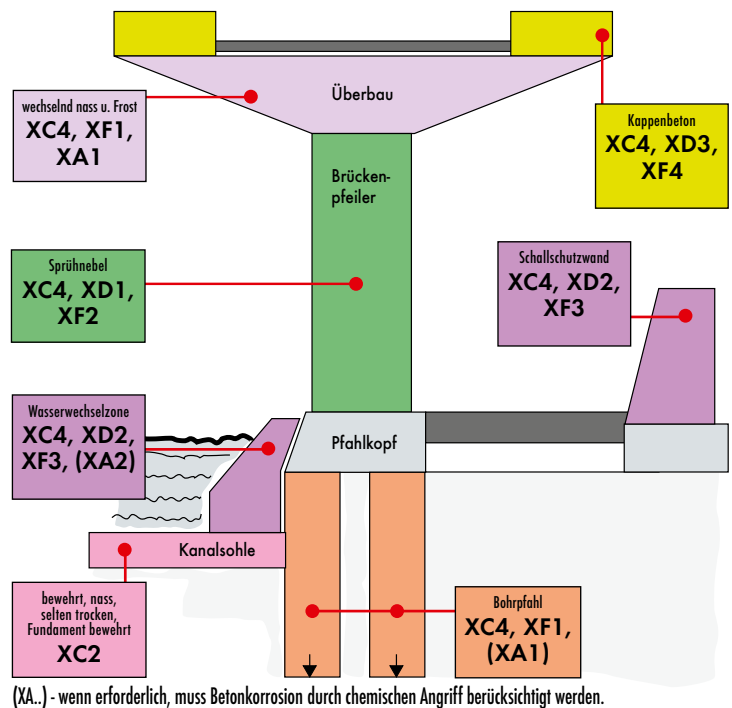 Überbau
wechselnd nass u. Frost
XC4, XF1,
XA1
Kappenbeton
XC4, XD3,
XF4
Brücken-
pfeiler
Sprühnebel
XC4, XD1,
XF2
Schallschutzwand
XC4, XD2,
XF3
Wasserwechselzone
XC4, XD2,
XF3, (XA2)
Pfahlkopf
Kanalsohle
bewehrt, nass,
selten trocken,
Fundament bewehrt
XC2
Bohrpfahl
XC4, XF1,
(XA1)
(XA..) - wenn erforderlich, muss Betonkorrosion durch chemischen Angriff berücksichtigt werden.